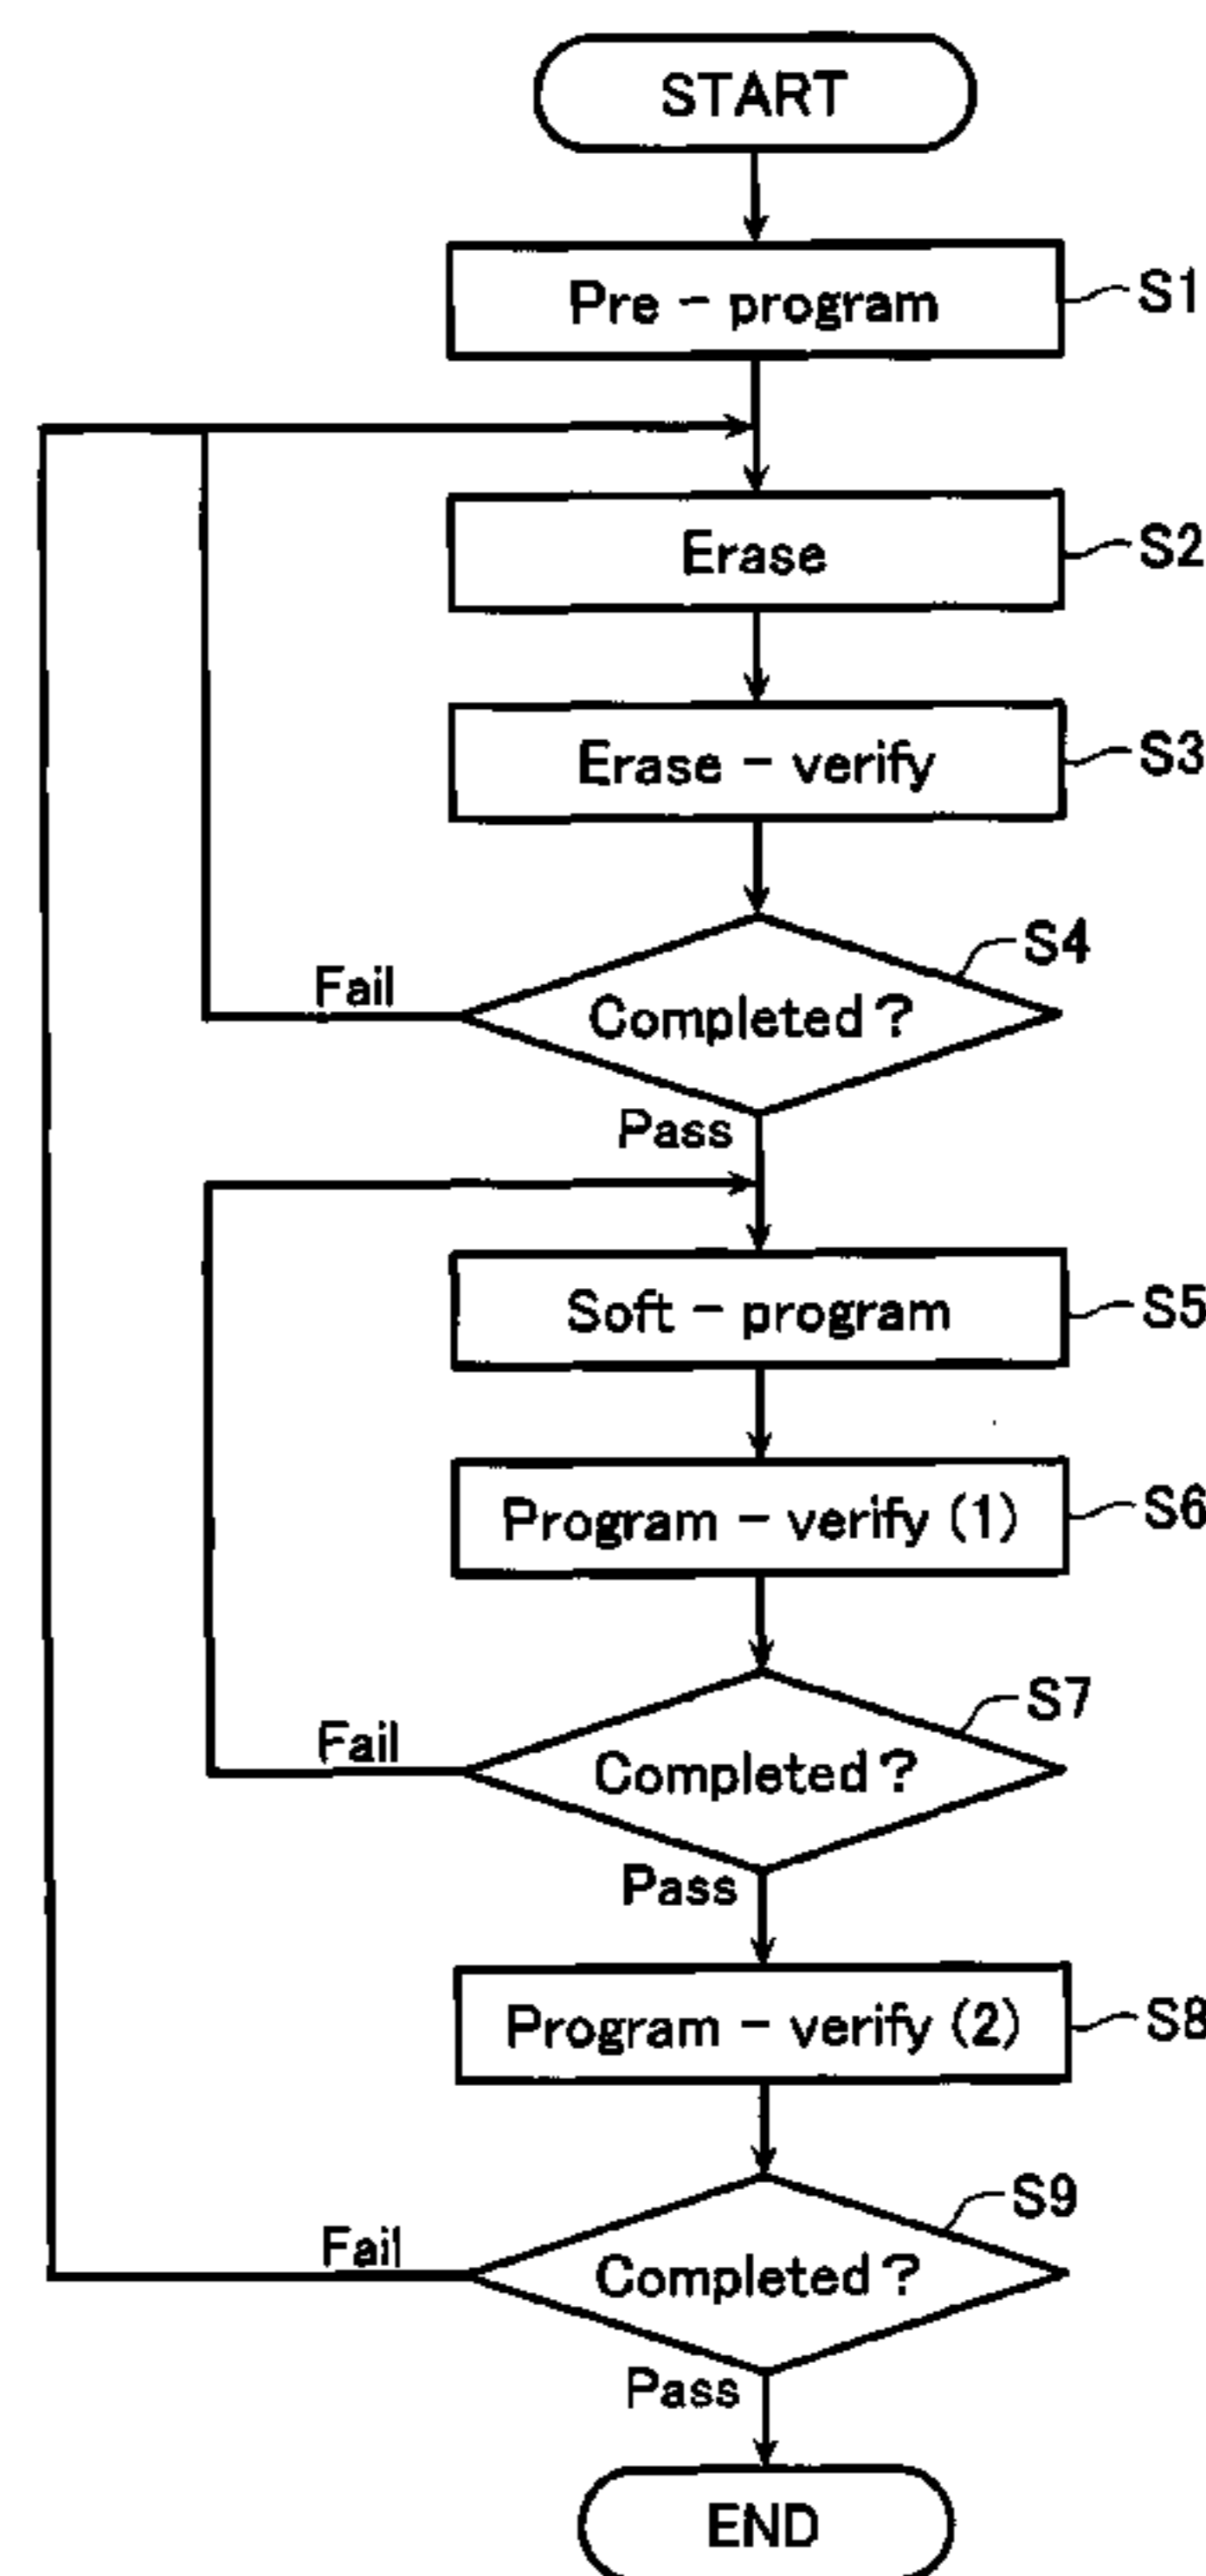 START
Pre - program
S1
Erase
S2
Erase - verify
S3
S4
Fail
Completed ?
Pass
Soft - program
S5
Program - verify (1)
S6
S7
Fail
Completed ?
Pass
Program - verify (2)
S8
S9
Fail
Completed ?
Pass
END